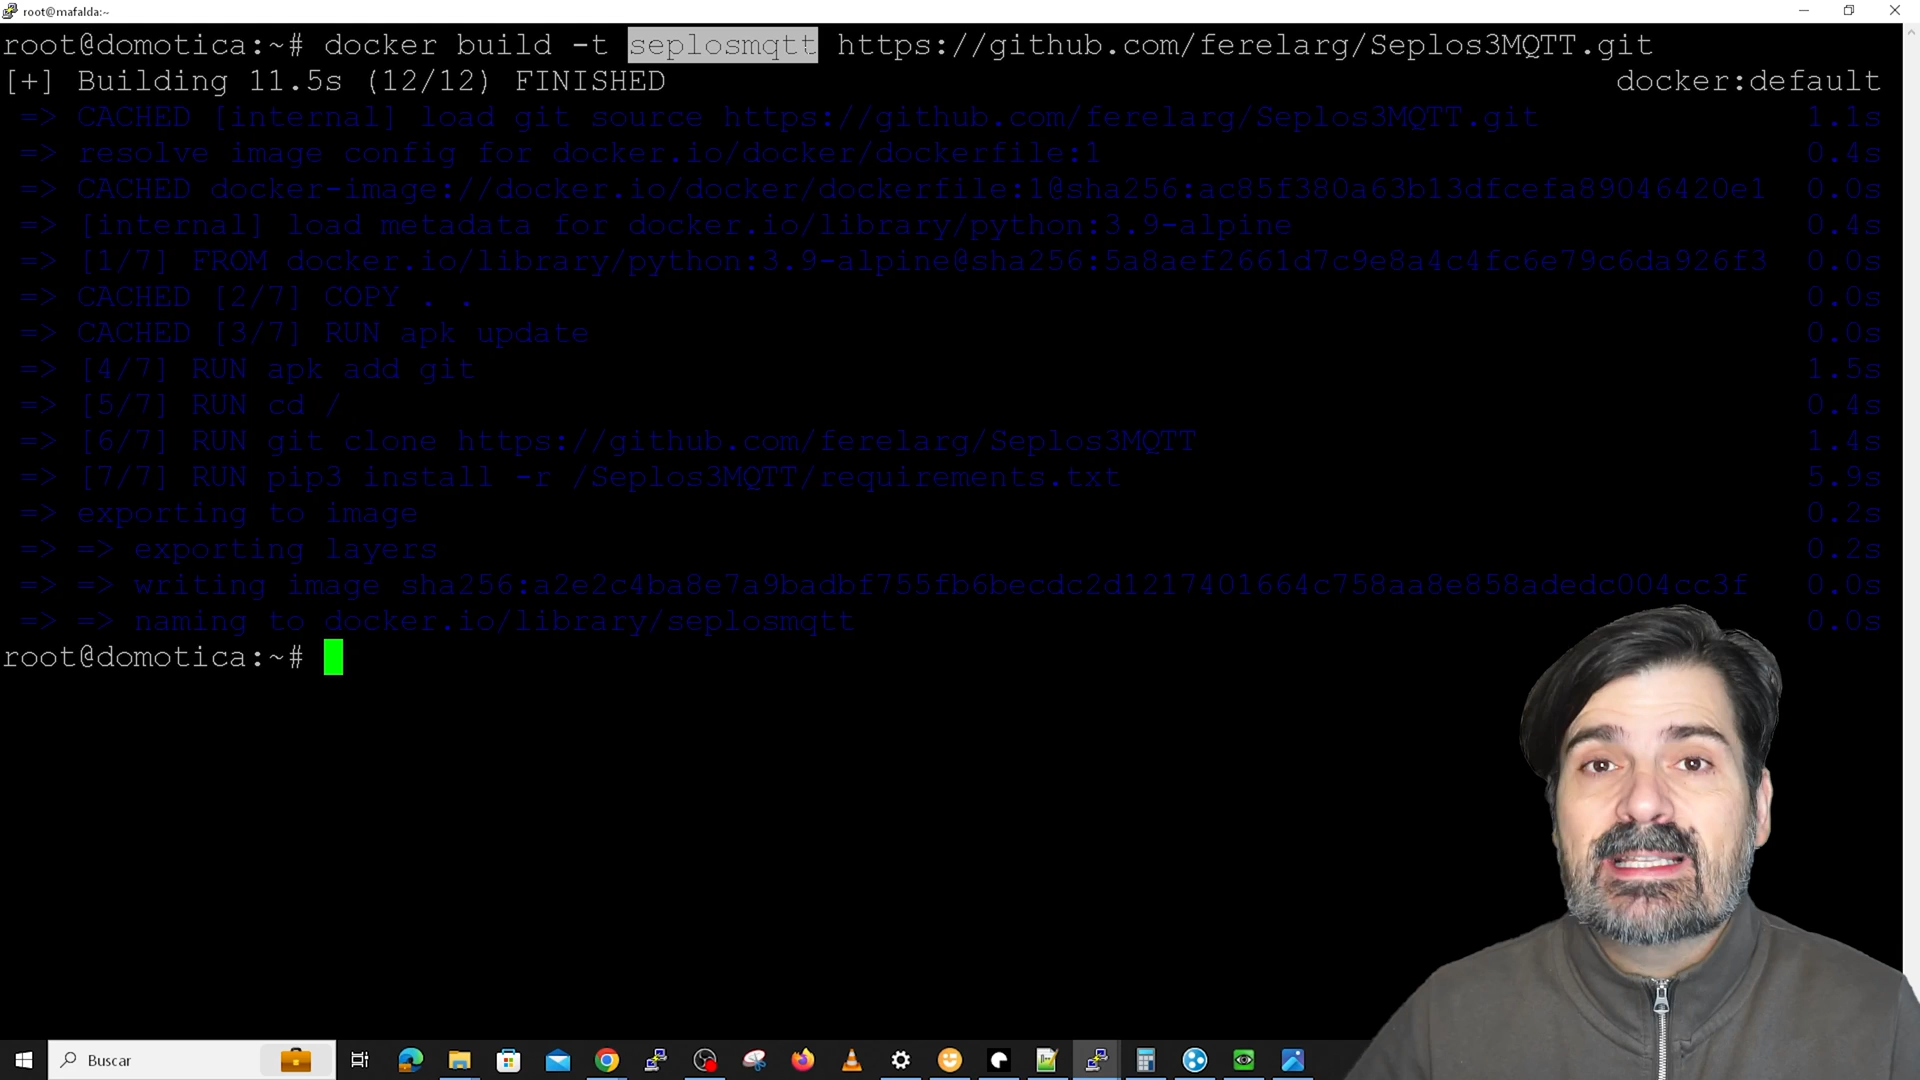 root@mafalda:~
root@domotica:~# docker build -t seplosmqtt https://github.com/ferelarg/Seplos3MQTT.git
[+] Building 11.5s (12/12) FINISHED docker:default
=> CACHED [internal] load git source https://github.com/ferelarg/Seplos3MQTT.git 1.1s
=> resolve image config for docker.io/docker/dockerfile:1 0.4s
=> CACHED docker-image://docker.io/docker/dockerfile:1@sha256:ac85f380a63b13dfcefa89046420e1 0.0s
=> [internal] load metadata for docker.io/library/python:3.9-alpine 0.4s
=> [1/7] FROM docker.io/library/python:3.9-alpine@sha256:5a8aef2661d7c9e8a4c4fc6e79c6da926f3 0.0s
=> CACHED [2/7] COPY . . 0.0s
=> CACHED [3/7] RUN apk update 0.0s
=> [4/7] RUN apk add git 1.5s
=> [5/7] RUN cd / 0.4s
=> [6/7] RUN git clone https://github.com/ferelarg/Seplos3MQTT 1.4s
=> [7/7] RUN pip3 install -r /Seplos3MQTT/requirements.txt 5.9s
=> exporting to image 0.2s
=> => exporting layers 0.2s
=> => writing image sha256:a2e2c4ba8e7a9badbf755fb6becdc2d1217401664c758aa8e858adedc004cc3f 0.0s
=> => naming to docker.io/library/seplosmqtt 0.0s
root@domotica:~#
Buscar